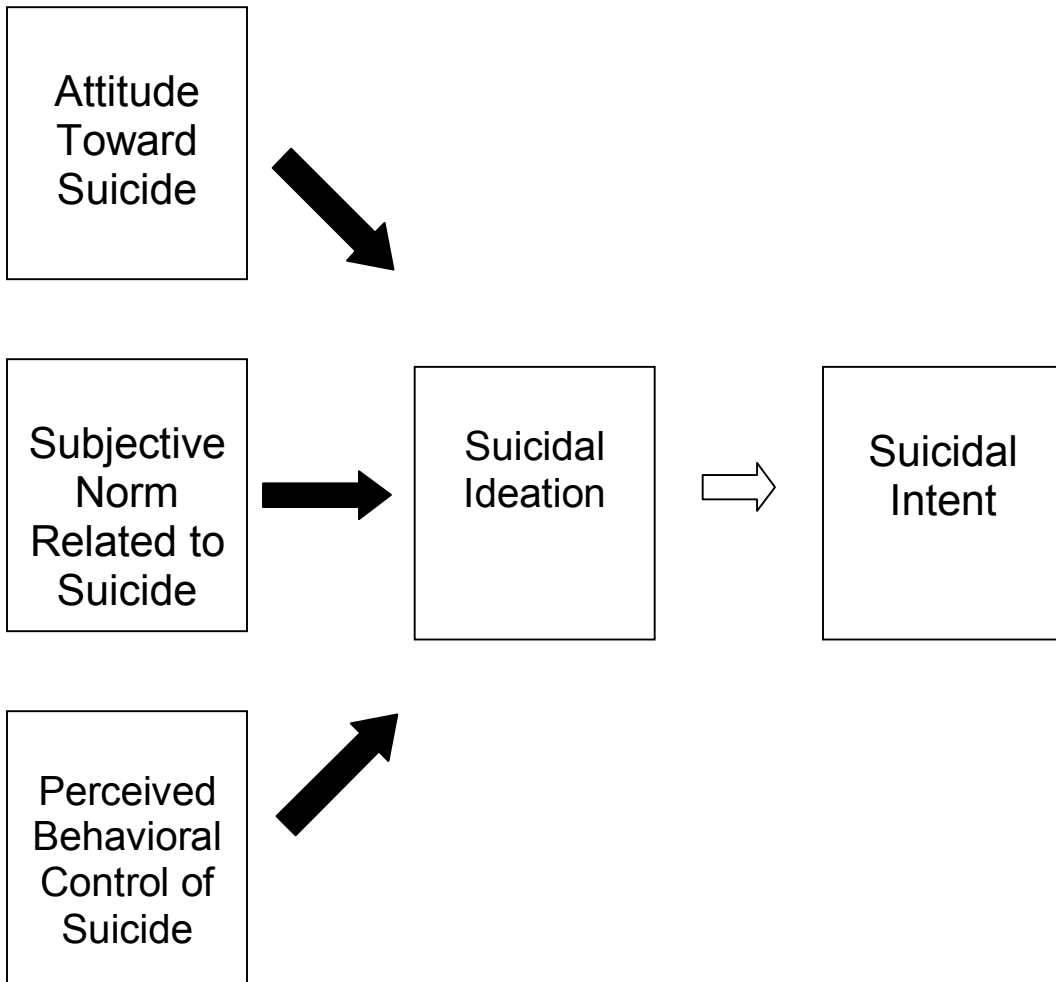 Attitude
Toward
Suicide
Subjective
Norm
Related to
Suicide
Suicidal
Ideation
Suicidal
Intent
Perceived
Behavioral
Control of
Suicide